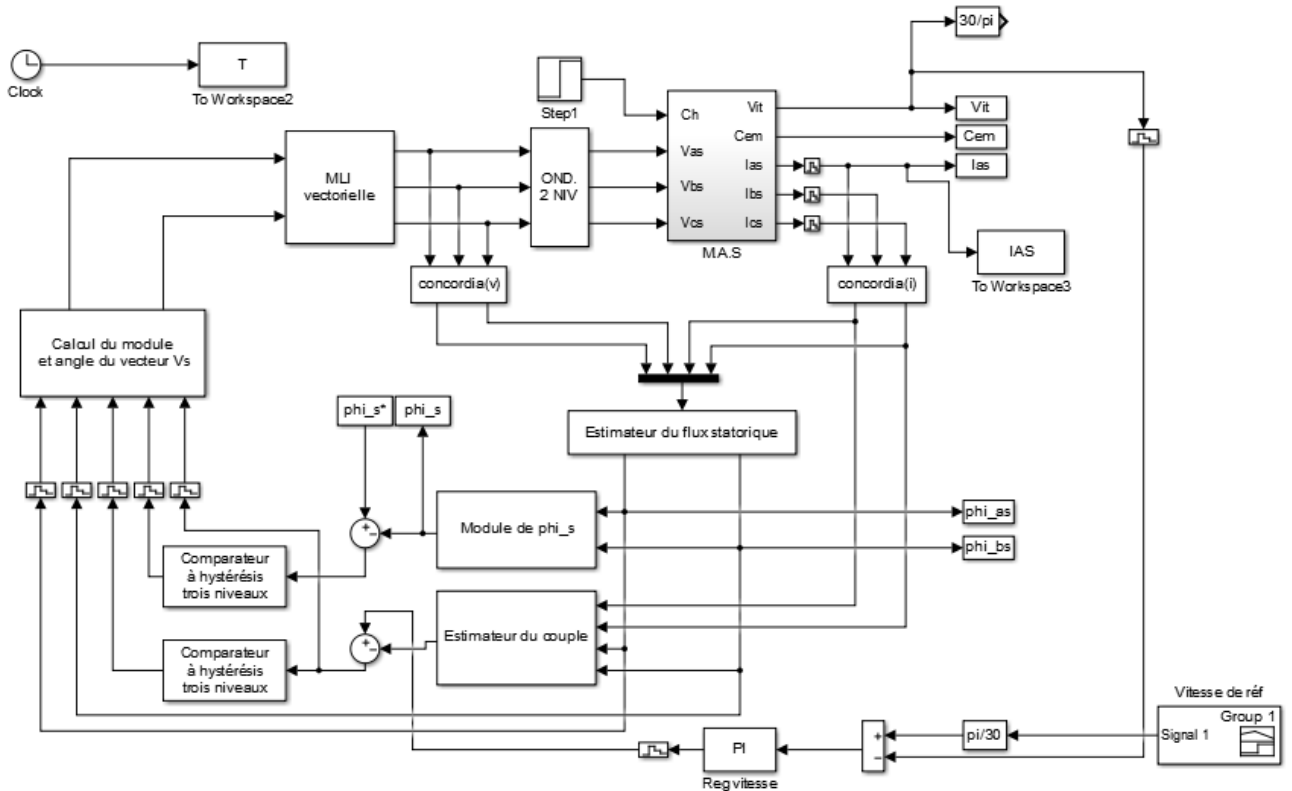 30/pi
T
Clock
To Workspace2
Step1
Ch
Vit
Vit
Cem
Cem
MLI
vectorielle
OND.
2 NIV
Vas
Ias
Ias
Vbs
Ibs
Vcs
Ics
M.A.S
IAS
concordia(v)
concordia(i)
To Workspace3
Calcul du module
et angle du vecteur Vs
phi_s*
phi_s
Estimateur du flux statorique
Module de phi_s
phi_as
+
−
phi_bs
Comparateur
à hystérésis
trois niveaux
Estimateur du couple
+
−
Comparateur
à hystérésis
trois niveaux
Vitesse de réf
Group 1
Signal 1
pi/30
+
−
PI
Reg vitesse